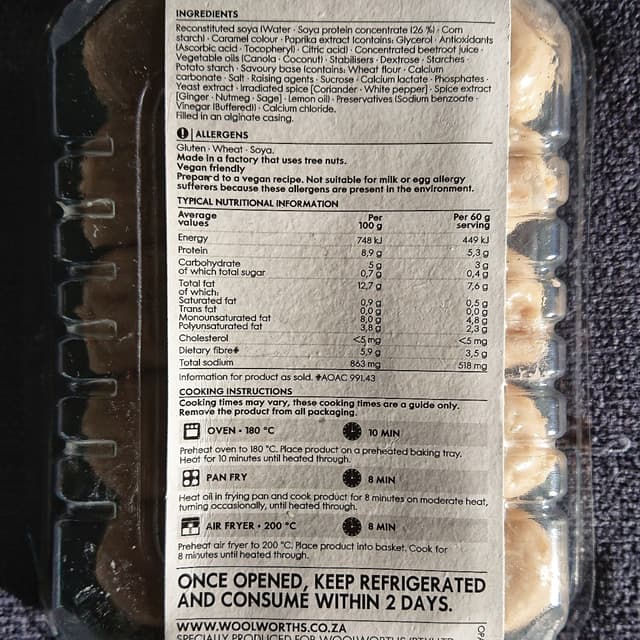 INGREDIENTS
Reconstituted soya (Water · Soya protein concentrate (26 %) · Corn
starch) · Caramel colour · Paprika extract (contains: Glycerol · Antioxidants
(Ascorbic acid · Tocopheryl) · Citric acid) · Concentrated beetroot juice ·
Vegetable oils (Canola · Coconut) · Stabilisers · Dextrose · Starches ·
Potato starch · Savoury base (contains: Wheat flour · Calcium
carbonate · Salt · Raising agents · Sucrose · Calcium lactate · Phosphates ·
Yeast extract · Irradiated spice [Coriander · White pepper] · Spice extract
[Ginger · Nutmeg · Sage] · Lemon oil) · Preservatives (Sodium benzoate ·
Vinegar (Buffered)) · Calcium chloride.
Filled in an alginate casing.
ALLERGENS
Gluten · Wheat · Soya.
Made in a factory that uses tree nuts.
Vegan friendly
Prepared to a vegan recipe. Not suitable for milk or egg allergy
sufferers because these allergens are present in the environment.
TYPICAL NUTRITIONAL INFORMATION
Average values Per 100 g Per 60 g serving
Energy 748 kJ 449 kJ
Protein 8,9 g 5,3 g
Carbohydrate 5 g 3 g
of which total sugar 0,7 g 0,4 g
Total fat 12,7 g 7,6 g
of which:
Saturated fat 0,9 g 0,5 g
Trans fat 0,0 g 0,0 g
Monounsaturated fat 8,0 g 4,8 g
Polyunsaturated fat 3,8 g 2,3 g
Cholesterol <5 mg <5 mg
Dietary fibre# 5,9 g 3,5 g
Total sodium 863 mg 518 mg
Information for product as sold. #AOAC 991.43
COOKING INSTRUCTIONS
Cooking times may vary, these cooking times are a guide only.
Remove the product from all packaging.
OVEN · 180 °C 10 MIN
Preheat oven to 180 °C. Place product on a preheated baking tray.
Heat for 10 minutes until heated through.
PAN FRY 8 MIN
Heat oil in frying pan and cook product for 8 minutes on moderate heat,
turning occasionally, until heated through.
AIR FRYER · 200 °C 8 MIN
Preheat air fryer to 200 °C. Place product into basket. Cook for
8 minutes until heated through.
ONCE OPENED, KEEP REFRIGERATED
AND CONSUME WITHIN 2 DAYS.
WWW.WOOLWORTHS.CO.ZA
SPECIALLY PRODUCED FOR WOOLWORTHS (PTY) LTD